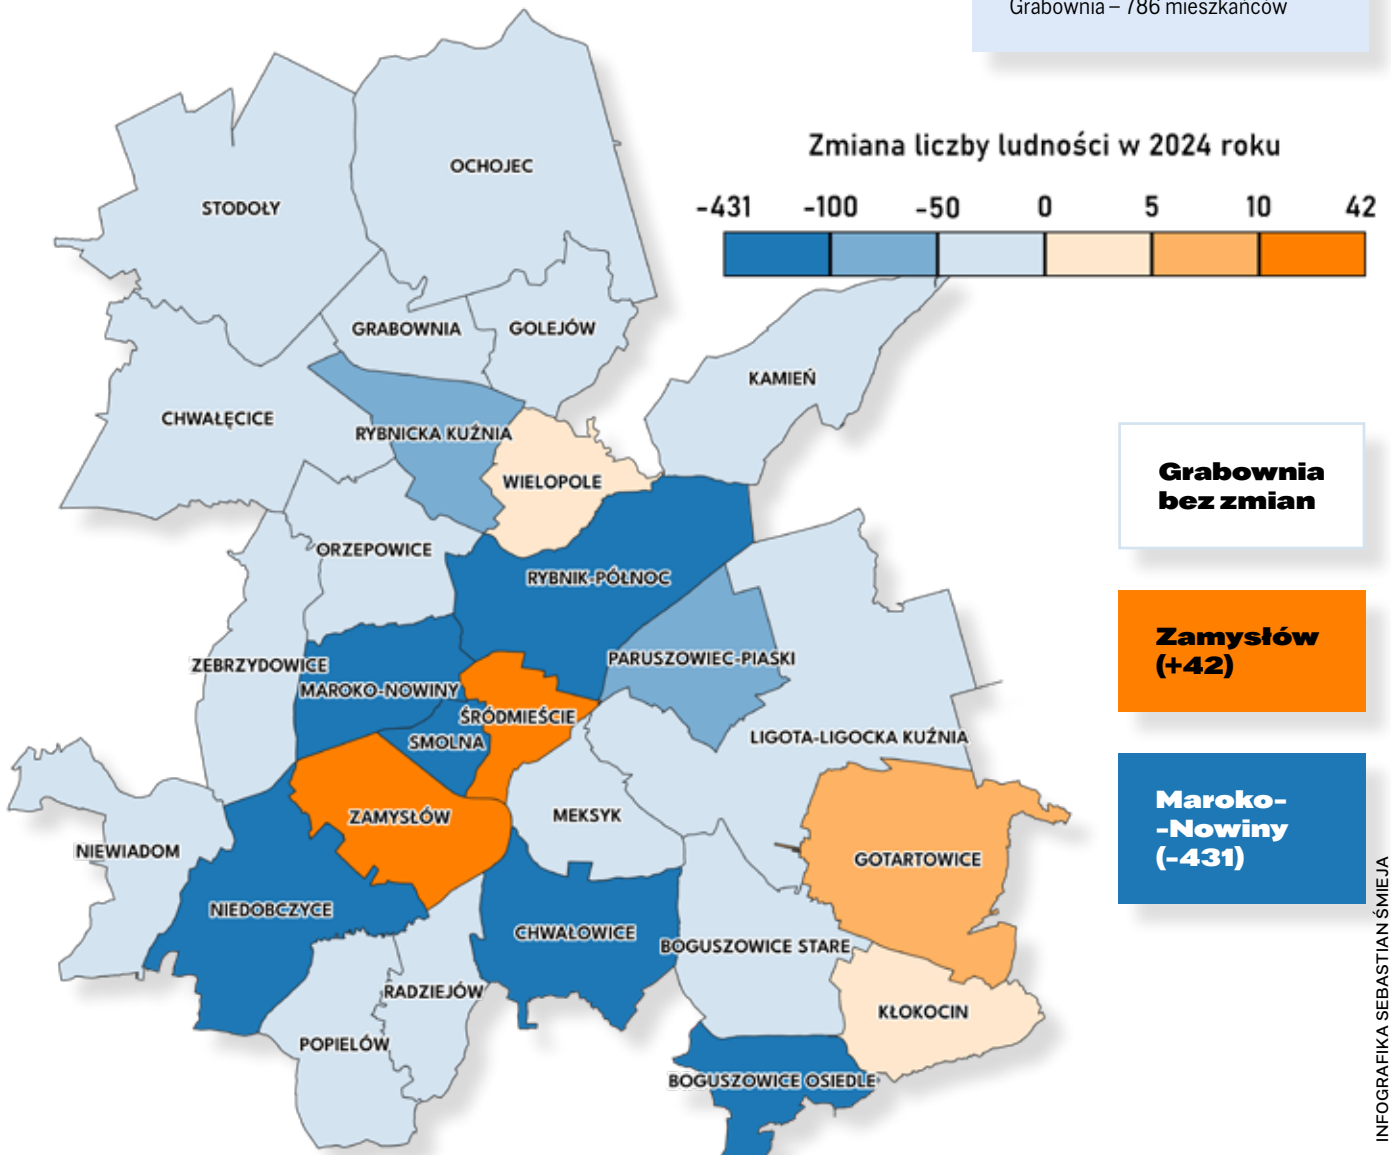 Grabownia – 786 mieszkańców
Zmiana liczby ludności w 2024 roku
-431 -100 -50 0 5 10 42
OCHOJEC
STODOŁY
GRABOWNIA
GOLEJÓW
KAMIEŃ
CHWAŁĘCICE
RYBNICKA KUŹNIA
WIELOPOLE
ORZEPOWICE
RYBNIK-PÓŁNOC
ZEBRZYDOWICE
MAROKO-NOWINY
PARUSZOWIEC-PIASKI
ŚRÓDMIEŚCIE
SMOLNA
LIGOTA-LIGOCKA KUŹNIA
ZAMYSŁÓW
MEKSYK
NIEWIADOM
GOTARTOWICE
NIEDOBCZYCE
CHWAŁOWICE
BOGUSZOWICE STARE
RADZIEJÓW
KŁOKOCIN
POPIELÓW
BOGUSZOWICE OSIEDLE
Grabownia
bez zmian
Zamysłów
(+42)
Maroko-
-Nowiny
(-431)
INFOGRAFIKA SEBASTIAN ŚMIEJA